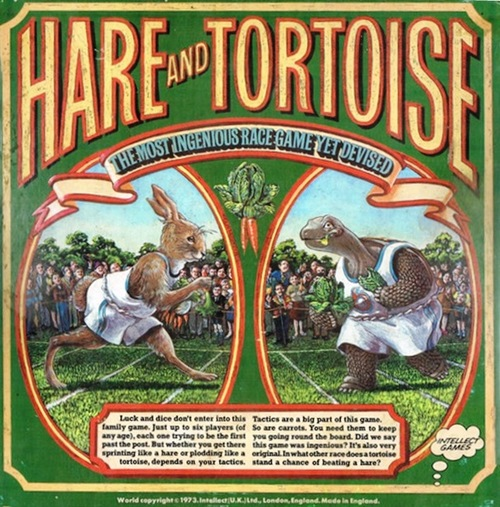 HARE AND TORTOISE
THE MOST INGENIOUS RACE GAME YET DEVISED
Luck and dice don't enter into this
family game. Just up to six players (of
any age), each one trying to be the first
past the post. But whether you get there
sprinting like a hare or plodding like a
tortoise, depends on your tactics.
Tactics are a big part of this game.
So are carrots. You need them to keep
you going round the board. Did we say
this game was ingenious? It's also very
original. In what other race does a tortoise
stand a chance of beating a hare?
INTELLECT
GAMES
World copyright © 1973. Intellect (U.K.) Ltd., London, England. Made in England.